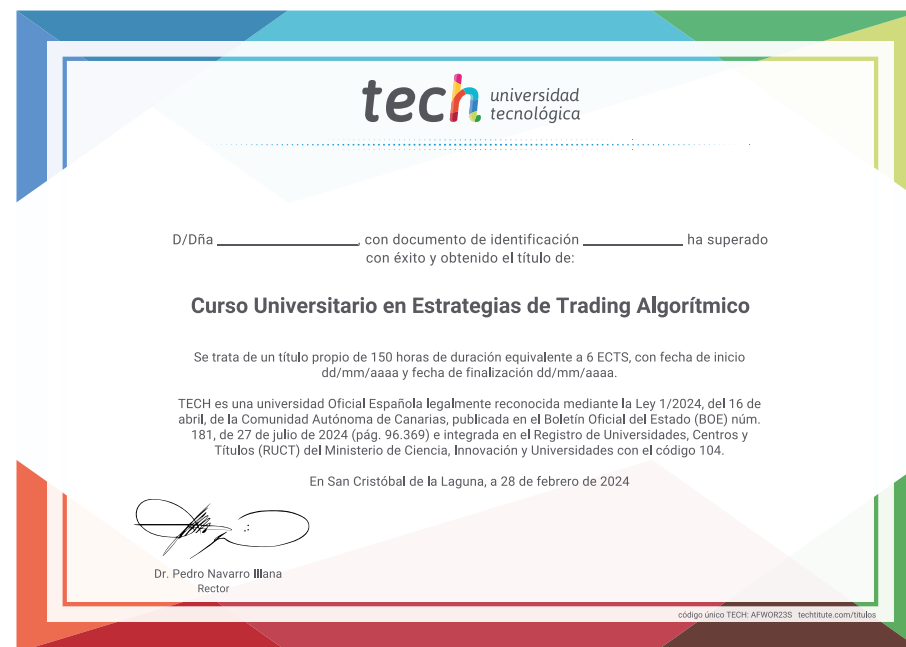 tech universidad
tecnológica
D/Dña ____________________, con documento de identificación ______________ ha superado
con éxito y obtenido el título de:
Curso Universitario en Estrategias de Trading Algorítmico
Se trata de un título propio de 150 horas de duración equivalente a 6 ECTS, con fecha de inicio
dd/mm/aaaa y fecha de finalización dd/mm/aaaa.
TECH es una universidad Oficial Española legalmente reconocida mediante la Ley 1/2024, del 16 de
abril, de la Comunidad Autónoma de Canarias, publicada en el Boletín Oficial del Estado (BOE) núm.
181, de 27 de julio de 2024 (pág. 96.369) e integrada en el Registro de Universidades, Centros y
Títulos (RUCT) del Ministerio de Ciencia, Innovación y Universidades con el código 104.
En San Cristóbal de la Laguna, a 28 de febrero de 2024
Dr. Pedro Navarro Illana
Rector
código único TECH: AFWOR23S techtitute.com/titulos